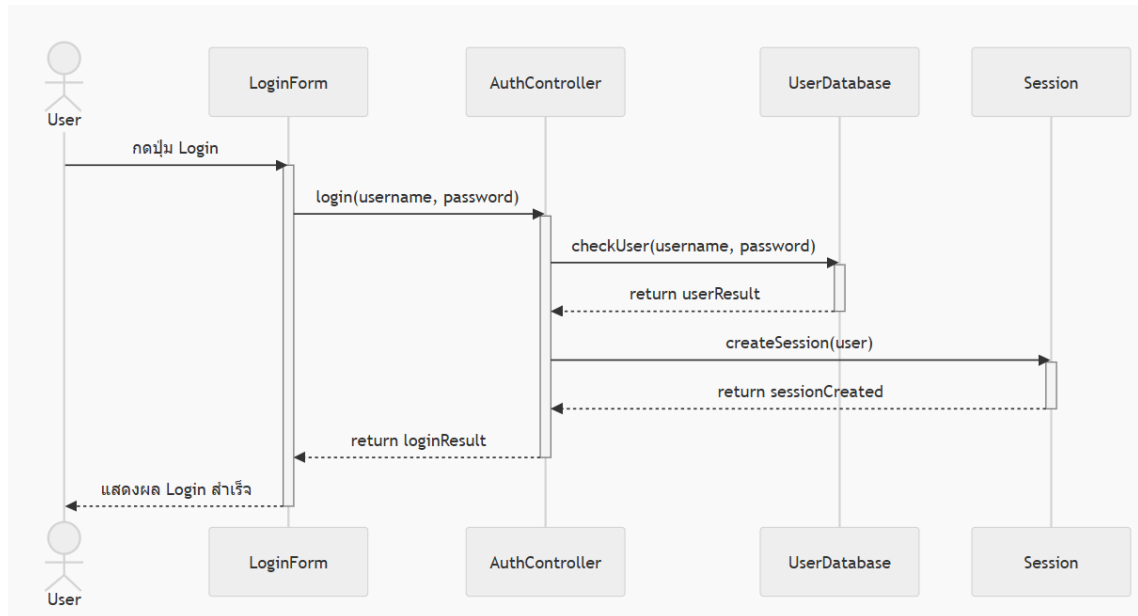 User
LoginForm
AuthController
UserDatabase
Session
กดปุ่ม Login
login(username, password)
checkUser(username, password)
return userResult
createSession(user)
return sessionCreated
return loginResult
แสดงผล Login สำเร็จ
User
LoginForm
AuthController
UserDatabase
Session